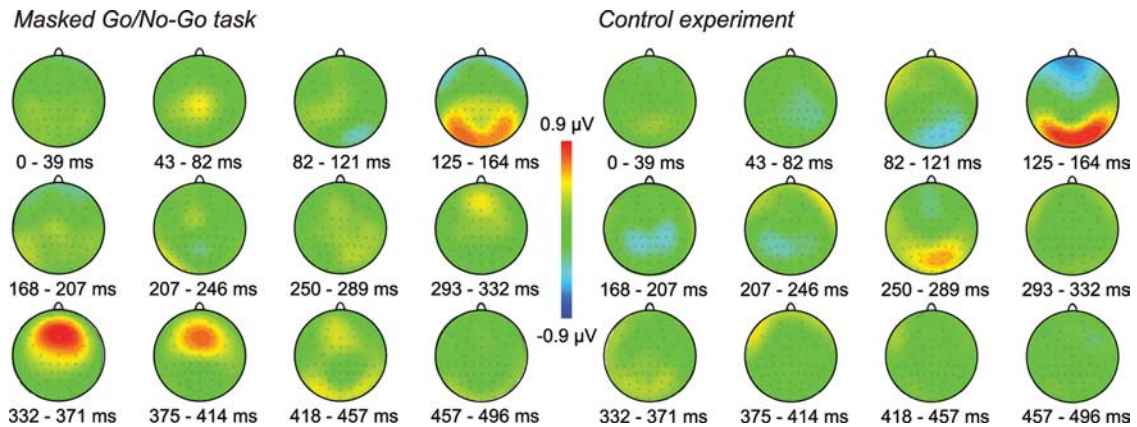 Masked Go/No-Go task
Control experiment
0 - 39 ms 43 - 82 ms 82 - 121 ms 125 - 164 ms
0.9 µV
0 - 39 ms 43 - 82 ms 82 - 121 ms 125 - 164 ms
168 - 207 ms 207 - 246 ms 250 - 289 ms 293 - 332 ms
168 - 207 ms 207 - 246 ms 250 - 289 ms 293 - 332 ms
-0.9 µV
332 - 371 ms 375 - 414 ms 418 - 457 ms 457 - 496 ms
332 - 371 ms 375 - 414 ms 418 - 457 ms 457 - 496 ms